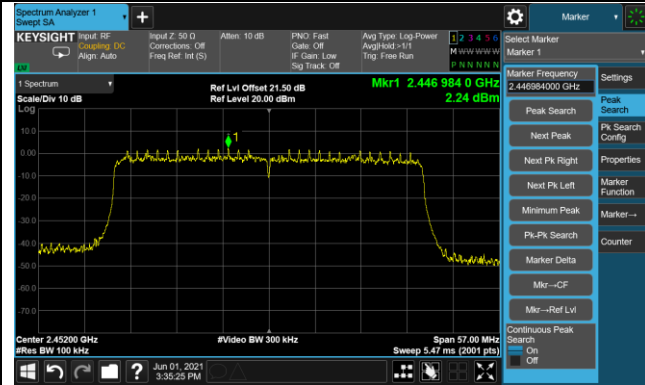 Spectrum Analyzer 1
Swept SA
Marker
KEYSIGHT
Input: RF
Coupling: DC
Align: Auto
Input Z: 50 Ω
Corrections: Off
Freq Ref: Int (S)
Atten: 10 dB
PNO: Fast
Gate: Off
IF Gain: Low
Sig Track: Off
Avg Type: Log-Power
Avg|Hold:>1/1
Trig: Free Run
1 2 3 4 5 6
M W W W W W
P N N N N N
LXI
Select Marker
Marker 1
1 Spectrum
Scale/Div 10 dB
Log
Ref Lvl Offset 21.50 dB
Ref Level 20.00 dBm
Mkr1 2.446 984 0 GHz
2.24 dBm
10.0
0.00
-10.0
-20.0
-30.0
-40.0
-50.0
-60.0
-70.0
1
Center 2.45200 GHz
#Res BW 100 kHz
#Video BW 300 kHz
Span 57.00 MHz
Sweep 5.47 ms (2001 pts)
Marker Frequency
2.446984000 GHz
Peak Search
Next Peak
Next Pk Right
Next Pk Left
Minimum Peak
Pk-Pk Search
Marker Delta
Mkr→CF
Mkr→Ref Lvl
Continuous Peak
Search
On
Off
Settings
Peak
Search
Pk Search
Config
Properties
Marker
Function
Marker→
Counter
?
Jun 01, 2021
3:35:25 PM